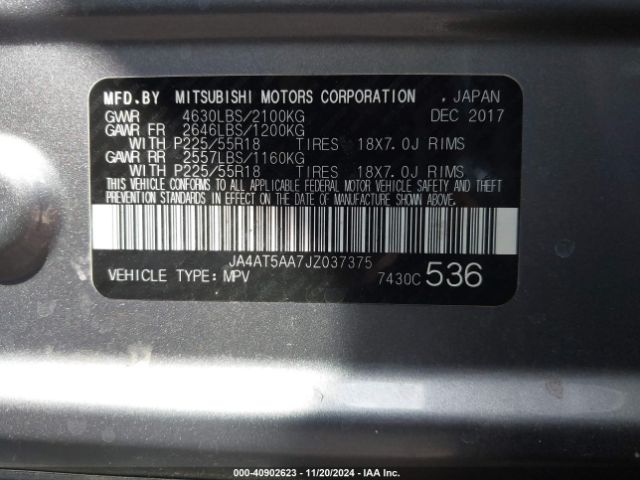 MFD.BY MITSUBISHI MOTORS CORPORATION , JAPAN
GVWR 4630LBS/2100KG DEC 2017
GAWR FR 2646LBS/1200KG
WITH P225/55R18 TIRES 18X7.0J RIMS
GAWR RR 2557LBS/1160KG
WITH P225/55R18 TIRES 18X7.0J RIMS
THIS VEHICLE CONFORMS TO ALL APPLICABLE FEDERAL MOTOR VEHICLE SAFETY AND THEFT
PREVENTION STANDARDS IN EFFECT ON THE DATE OF MANUFACTURE SHOWN ABOVE.
JA4AT5AA7JZ037375
VEHICLE TYPE: MPV 7430C 536
000-40902623 - 11/20/2024 - IAA Inc.